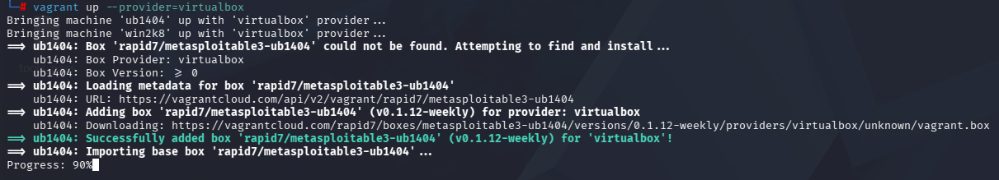 └─# vagrant up --provider=virtualbox
Bringing machine 'ub1404' up with 'virtualbox' provider...
Bringing machine 'win2k8' up with 'virtualbox' provider...
==> ub1404: Box 'rapid7/metasploitable3-ub1404' could not be found. Attempting to find and install...
ub1404: Box Provider: virtualbox
ub1404: Box Version: >= 0
==> ub1404: Loading metadata for box 'rapid7/metasploitable3-ub1404'
ub1404: URL: https://vagrantcloud.com/api/v2/vagrant/rapid7/metasploitable3-ub1404
==> ub1404: Adding box 'rapid7/metasploitable3-ub1404' (v0.1.12-weekly) for provider: virtualbox
ub1404: Downloading: https://vagrantcloud.com/rapid7/boxes/metasploitable3-ub1404/versions/0.1.12-weekly/providers/virtualbox/unknown/vagrant.box
==> ub1404: Successfully added box 'rapid7/metasploitable3-ub1404' (v0.1.12-weekly) for 'virtualbox'!
==> ub1404: Importing base box 'rapid7/metasploitable3-ub1404'...
Progress: 90%